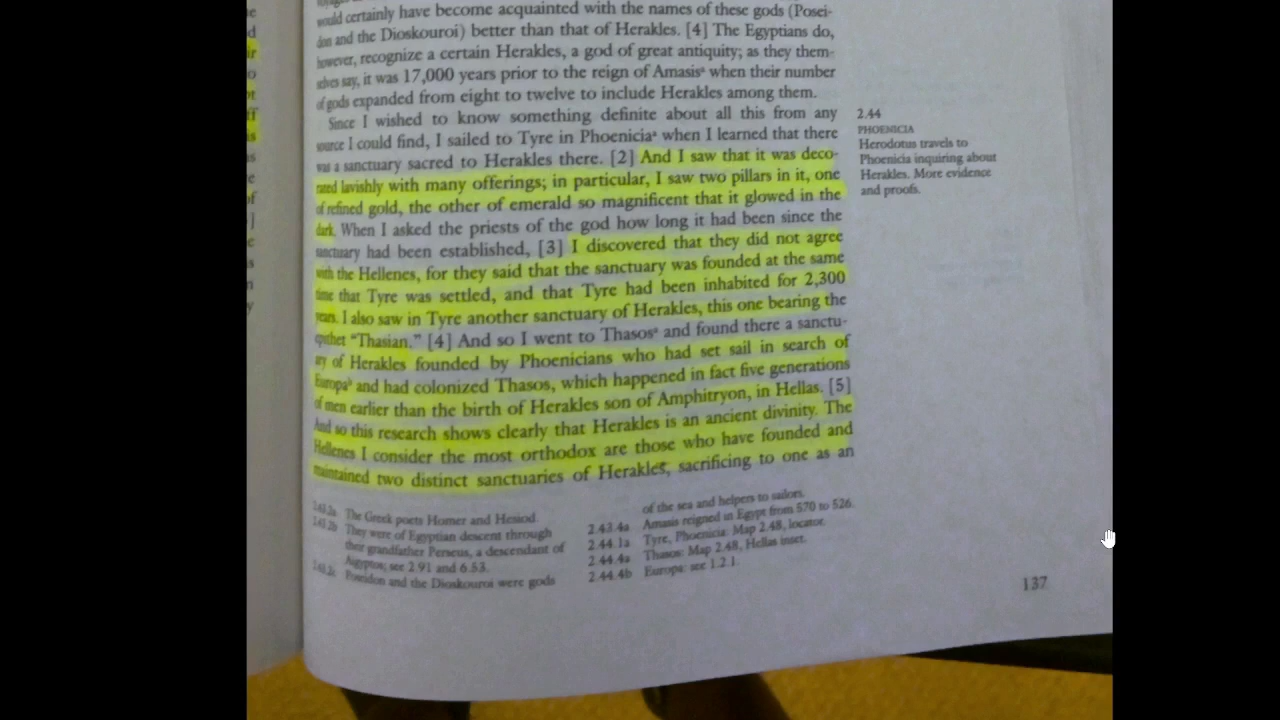 would certainly have become acquainted with the names of these gods (Posei-
don and the Dioskouroi) better than that of Herakles. [4] The Egyptians do,
however, recognize a certain Herakles, a god of great antiquity; as they them-
selves say, it was 17,000 years prior to the reign of Amasisᵃ when their number
of gods expanded from eight to twelve to include Herakles among them.
Since I wished to know something definite about all this from any
source I could find, I sailed to Tyre in Phoeniciaᵃ when I learned that there
was a sanctuary sacred to Herakles there. [2] And I saw that it was deco-
rated lavishly with many offerings; in particular, I saw two pillars in it, one
of refined gold, the other of emerald so magnificent that it glowed in the
dark. When I asked the priests of the god how long it had been since the
sanctuary had been established, [3] I discovered that they did not agree
with the Hellenes, for they said that the sanctuary was founded at the same
time that Tyre was settled, and that Tyre had been inhabited for 2,300
years. I also saw in Tyre another sanctuary of Herakles, this one bearing the
epithet “Thasian.” [4] And so I went to Thasosᵃ and found there a sanctu-
ary of Herakles founded by Phoenicians who had set sail in search of
Europaᵇ and had colonized Thasos, which happened in fact five generations
of men earlier than the birth of Herakles son of Amphitryon, in Hellas. [5]
And so this research shows clearly that Herakles is an ancient divinity. The
Hellenes I consider the most orthodox are those who have founded and
maintained two distinct sanctuaries of Herakles, sacrificing to one as an
2.44
PHOENICIA
Herodotus travels to
Phoenicia inquiring about
Herakles. More evidence
and proofs.
The Greek poets Homer and Hesiod.
They were of Egyptian descent through
their grandfather Perseus, a descendant of
Aigyptos; see 2.91 and 6.53.
Poseidon and the Dioskouroi were gods
of the sea and helpers to sailors.
2.43.4a Amasis reigned in Egypt from 570 to 526.
2.44.1a Tyre, Phoenicia: Map 2.48, locator.
2.44.4a Thasos: Map 2.48, Hellas inset.
2.44.4b Europa: see 1.2.1.
137